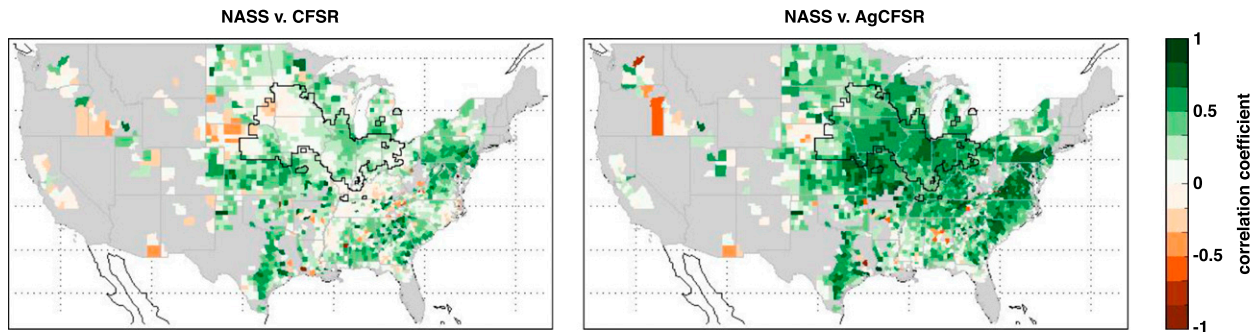 NASS v. CFSR
NASS v. AgCFSR
1
0.5
0
-0.5
-1
correlation coefficient